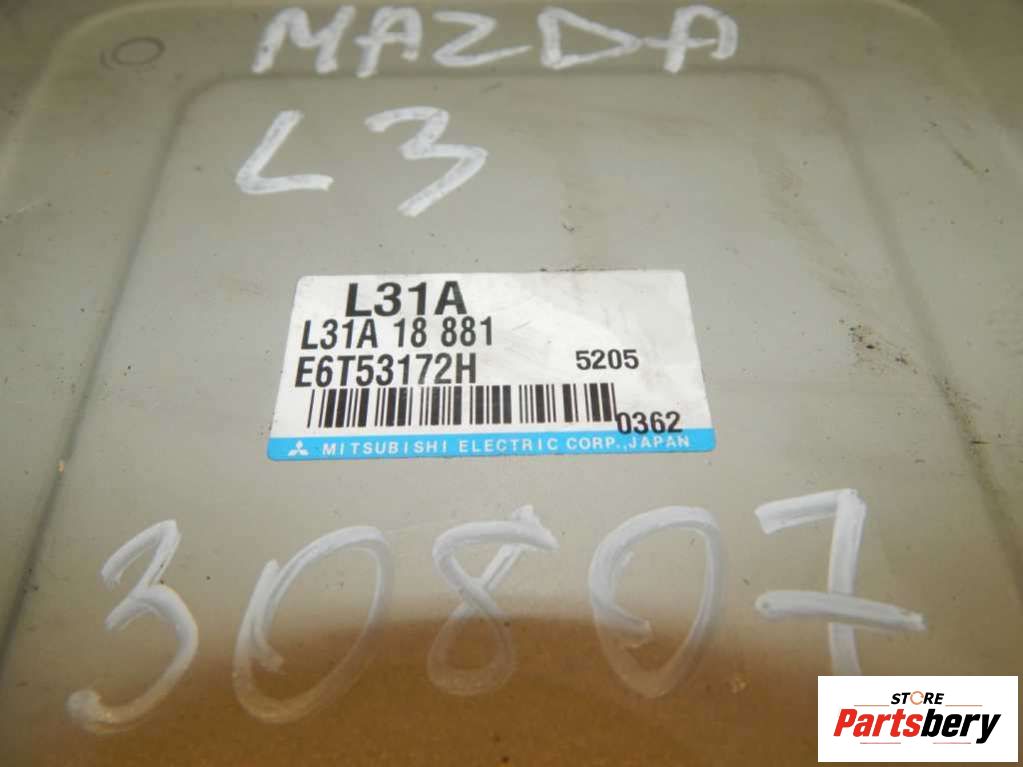 MAZDA
L3
L31A
L31A 18 881
E6T53172H 5205
0362
MITSUBISHI ELECTRIC CORP.,JAPAN
30807
STORE
Partsbery